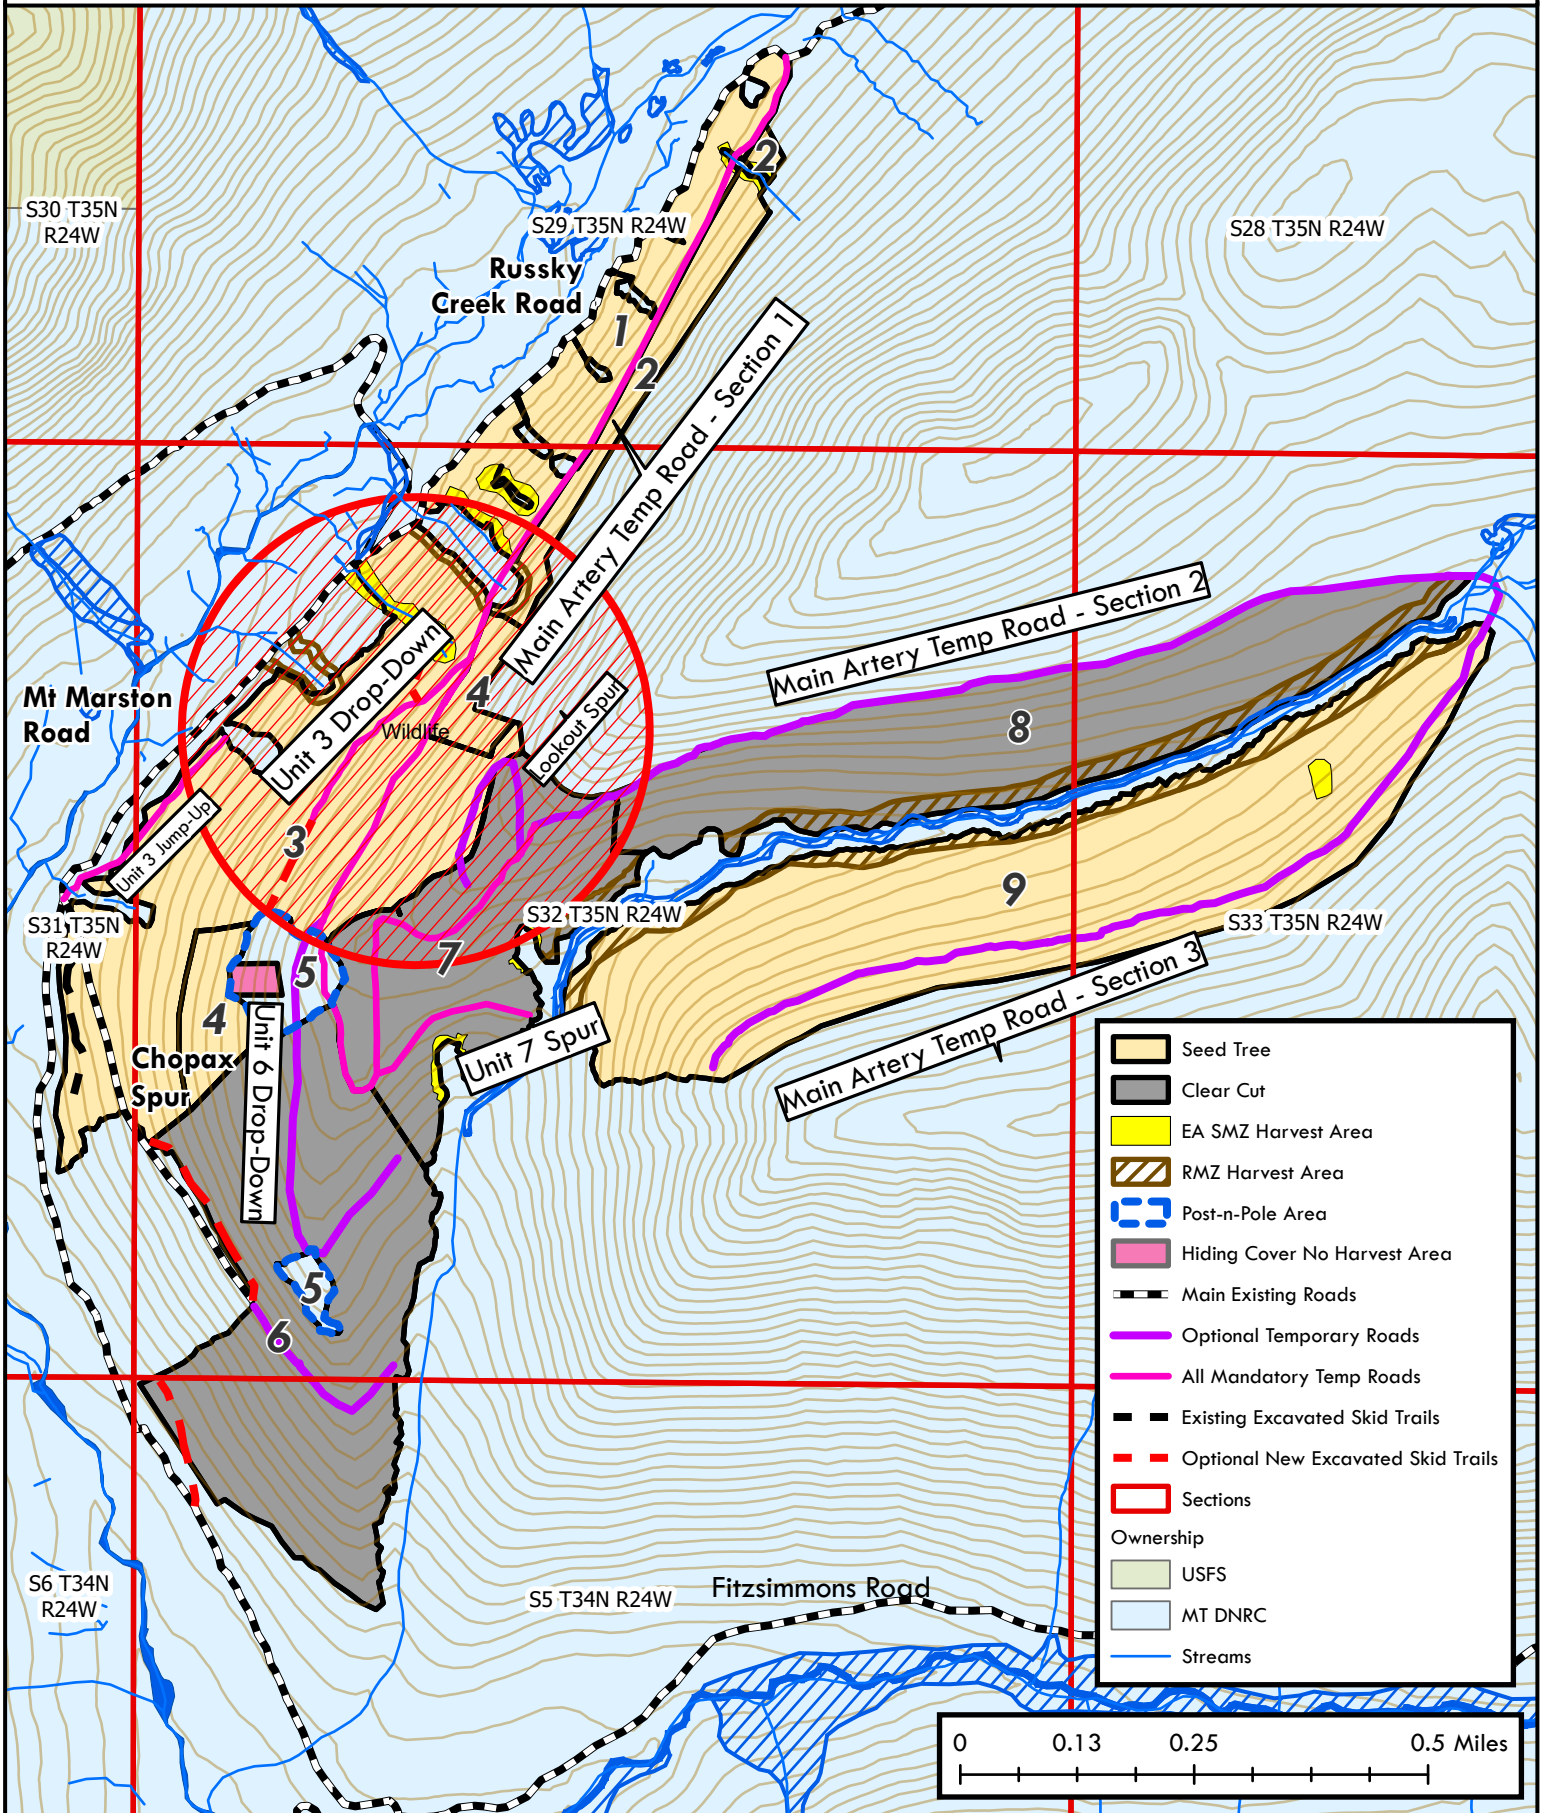 S30 T35N
R24W
S29 T35N R24W
S28 T35N R24W
Russky
Creek Road
2
1
2
Main Artery Temp Road - Section 1
Main Artery Temp Road - Section 2
Mt Marston
Road
Unit 3 Drop-Down
4
Wildlife
Lookout Spur
8
Unit 3 Jump-Up
3
9
S31 T35N
R24W
S32 T35N R24W
S33 T35N R24W
7
5
4
Chopax
Spur
Unit 6 Drop-Down
Unit 7 Spur
Main Artery Temp Road - Section 3
5
6
Seed Tree
Clear Cut
EA SMZ Harvest Area
RMZ Harvest Area
Post-n-Pole Area
Hiding Cover No Harvest Area
Main Existing Roads
Optional Temporary Roads
All Mandatory Temp Roads
Existing Excavated Skid Trails
Optional New Excavated Skid Trails
Sections
Ownership
USFS
MT DNRC
Streams
S6 T34N
R24W
S5 T34N R24W
Fitzsimmons Road
0 0.13 0.25 0.5 Miles